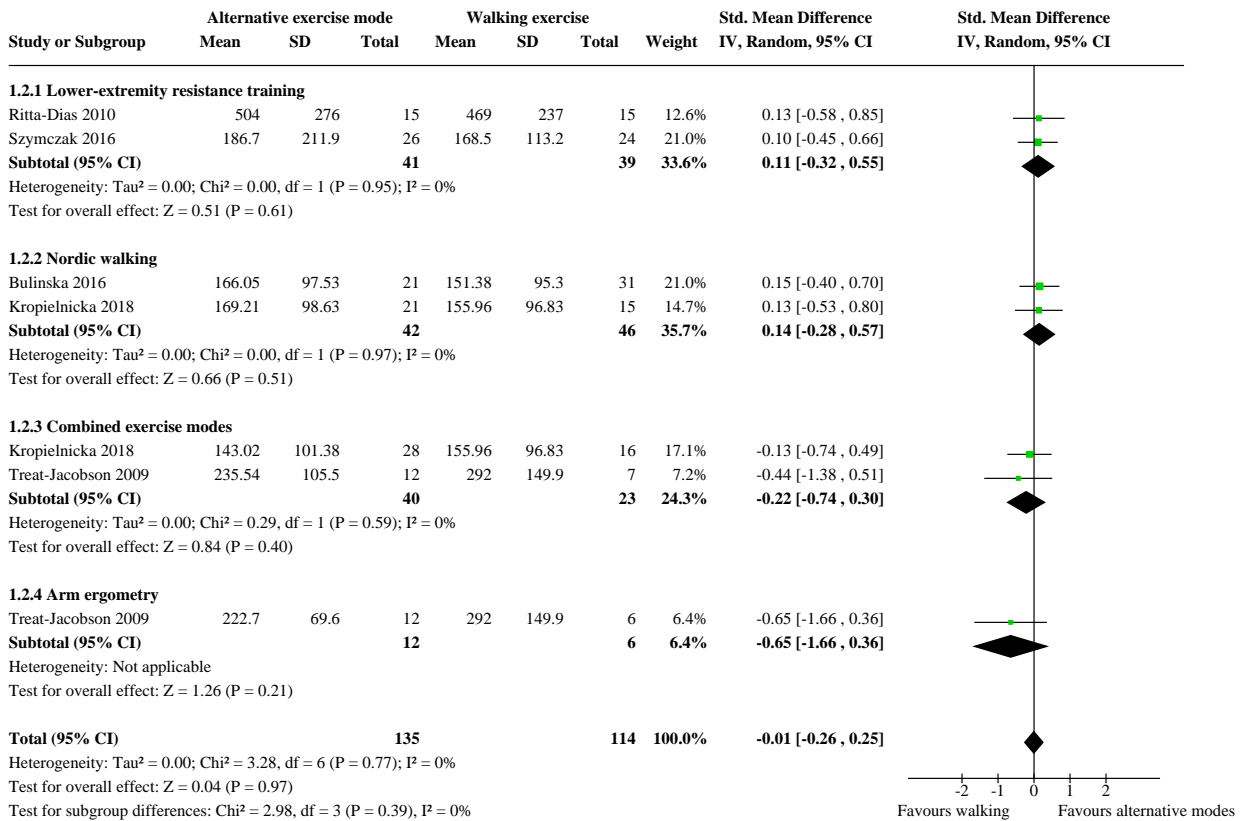 Alternative exercise mode Walking exercise Std. Mean Difference Std. Mean Difference
Study or Subgroup Mean SD Total Mean SD Total Weight IV, Random, 95% CI IV, Random, 95% CI
1.2.1 Lower-extremity resistance training
Ritta-Dias 2010 504 276 15 469 237 15 12.6% 0.13 [-0.58 , 0.85]
Szymczak 2016 186.7 211.9 26 168.5 113.2 24 21.0% 0.10 [-0.45 , 0.66]
Subtotal (95% CI) 41 39 33.6% 0.11 [-0.32 , 0.55]
Heterogeneity: Tau² = 0.00; Chi² = 0.00, df = 1 (P = 0.95); I² = 0%
Test for overall effect: Z = 0.51 (P = 0.61)
1.2.2 Nordic walking
Bulinska 2016 166.05 97.53 21 151.38 95.3 31 21.0% 0.15 [-0.40 , 0.70]
Kropielnicka 2018 169.21 98.63 21 155.96 96.83 15 14.7% 0.13 [-0.53 , 0.80]
Subtotal (95% CI) 42 46 35.7% 0.14 [-0.28 , 0.57]
Heterogeneity: Tau² = 0.00; Chi² = 0.00, df = 1 (P = 0.97); I² = 0%
Test for overall effect: Z = 0.66 (P = 0.51)
1.2.3 Combined exercise modes
Kropielnicka 2018 143.02 101.38 28 155.96 96.83 16 17.1% -0.13 [-0.74 , 0.49]
Treat-Jacobson 2009 235.54 105.5 12 292 149.9 7 7.2% -0.44 [-1.38 , 0.51]
Subtotal (95% CI) 40 23 24.3% -0.22 [-0.74 , 0.30]
Heterogeneity: Tau² = 0.00; Chi² = 0.29, df = 1 (P = 0.59); I² = 0%
Test for overall effect: Z = 0.84 (P = 0.40)
1.2.4 Arm ergometry
Treat-Jacobson 2009 222.7 69.6 12 292 149.9 6 6.4% -0.65 [-1.66 , 0.36]
Subtotal (95% CI) 12 6 6.4% -0.65 [-1.66 , 0.36]
Heterogeneity: Not applicable
Test for overall effect: Z = 1.26 (P = 0.21)
Total (95% CI) 135 114 100.0% -0.01 [-0.26 , 0.25]
Heterogeneity: Tau² = 0.00; Chi² = 3.28, df = 6 (P = 0.77); I² = 0%
Test for overall effect: Z = 0.04 (P = 0.97)
-2 -1 0 1 2
Test for subgroup differences: Chi² = 2.98, df = 3 (P = 0.39), I² = 0% Favours walking Favours alternative modes